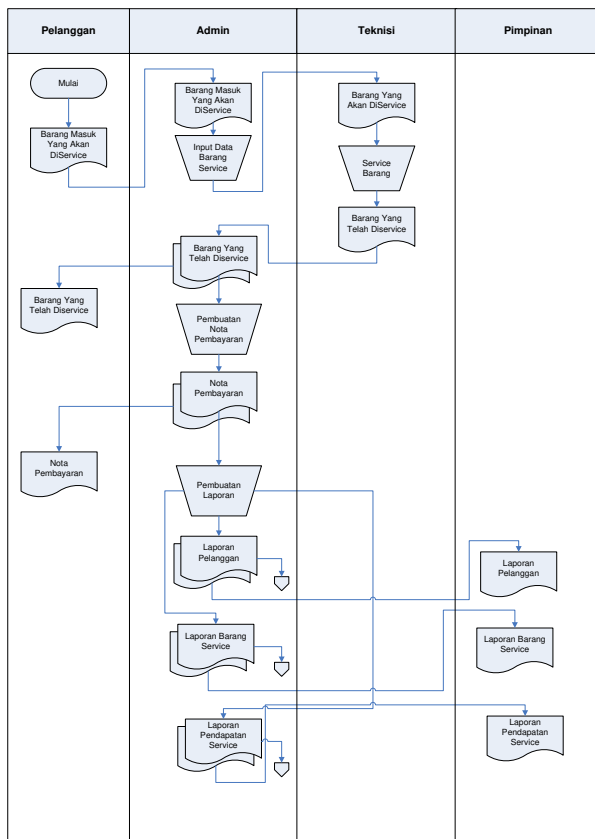 Pelanggan
Admin
Teknisi
Pimpinan
Mulai
Barang Masuk
Yang Akan
DiService
Barang Masuk
Yang Akan
DiService
Input Data
Barang
Service
Barang Yang
Akan DiService
Service
Barang
Barang Yang
Telah Diservice
Barang Yang
Telah Diservice
Barang Yang
Telah Diservice
Pembuatan
Nota
Pembayaran
Nota
Pembayaran
Nota
Pembayaran
Pembuatan
Laporan
Laporan
Pelanggan
Laporan
Pelanggan
Laporan Barang
Service
Laporan Barang
Service
Laporan
Pendapatan
Service
Laporan
Pendapatan
Service